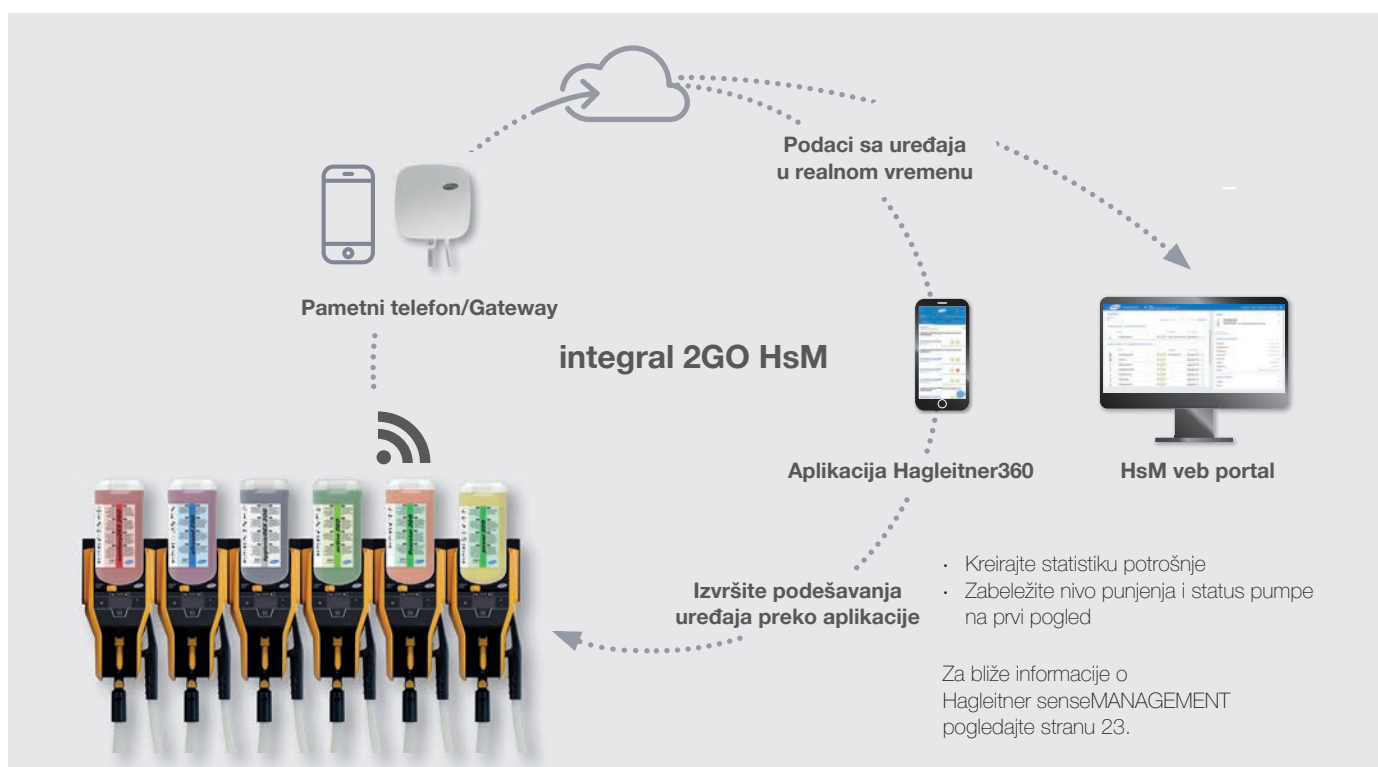 Podaci sa uređaja
u realnom vremenu
Pametni telefon/Gateway
integral 2GO HsM
Aplikacija Hagleitner360
HsM veb portal
Izvršite podešavanja
uređaja preko aplikacije
· Kreirajte statistiku potrošnje
· Zabeležite nivo punjenja i status pumpe
na prvi pogled
Za bliže informacije o
Hagleitner senseMANAGEMENT
pogledajte stranu 23.